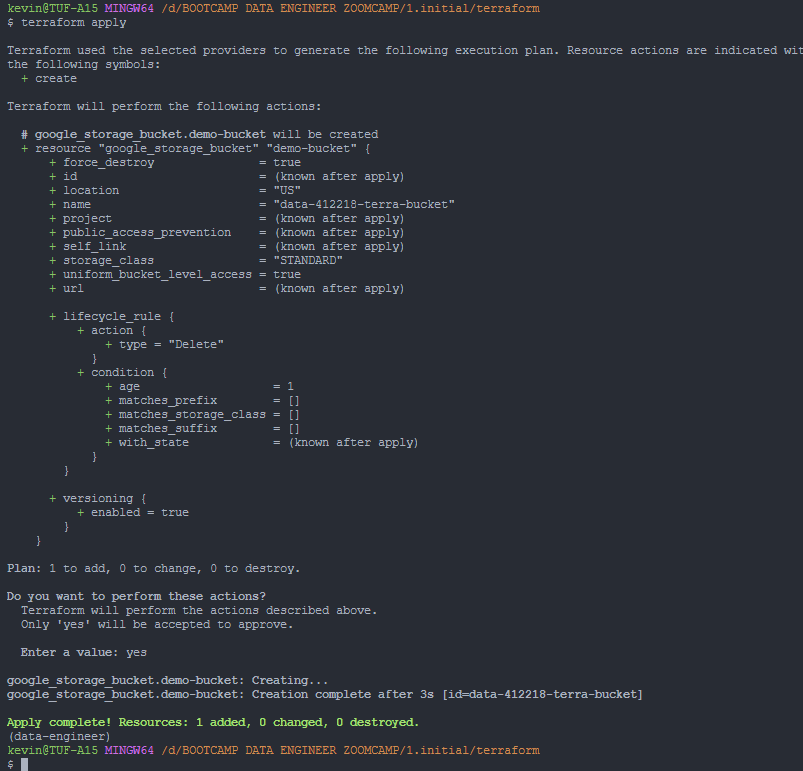 kevin@TUF-A15 MINGW64 /d/BOOTCAMP DATA ENGINEER ZOOMCAMP/1.initial/terraform
$ terraform apply

Terraform used the selected providers to generate the following execution plan. Resource actions are indicated wit
the following symbols:
  + create

Terraform will perform the following actions:

  # google_storage_bucket.demo-bucket will be created
  + resource "google_storage_bucket" "demo-bucket" {
      + force_destroy               = true
      + id                          = (known after apply)
      + location                    = "US"
      + name                        = "data-412218-terra-bucket"
      + project                     = (known after apply)
      + public_access_prevention    = (known after apply)
      + self_link                   = (known after apply)
      + storage_class               = "STANDARD"
      + uniform_bucket_level_access = true
      + url                         = (known after apply)

      + lifecycle_rule {
          + action {
              + type = "Delete"
            }
          + condition {
              + age                   = 1
              + matches_prefix        = []
              + matches_storage_class = []
              + matches_suffix        = []
              + with_state            = (known after apply)
            }
        }

      + versioning {
          + enabled = true
        }
    }

Plan: 1 to add, 0 to change, 0 to destroy.

Do you want to perform these actions?
  Terraform will perform the actions described above.
  Only 'yes' will be accepted to approve.

  Enter a value: yes

google_storage_bucket.demo-bucket: Creating...
google_storage_bucket.demo-bucket: Creation complete after 3s [id=data-412218-terra-bucket]

Apply complete! Resources: 1 added, 0 changed, 0 destroyed.
(data-engineer)
kevin@TUF-A15 MINGW64 /d/BOOTCAMP DATA ENGINEER ZOOMCAMP/1.initial/terraform
$